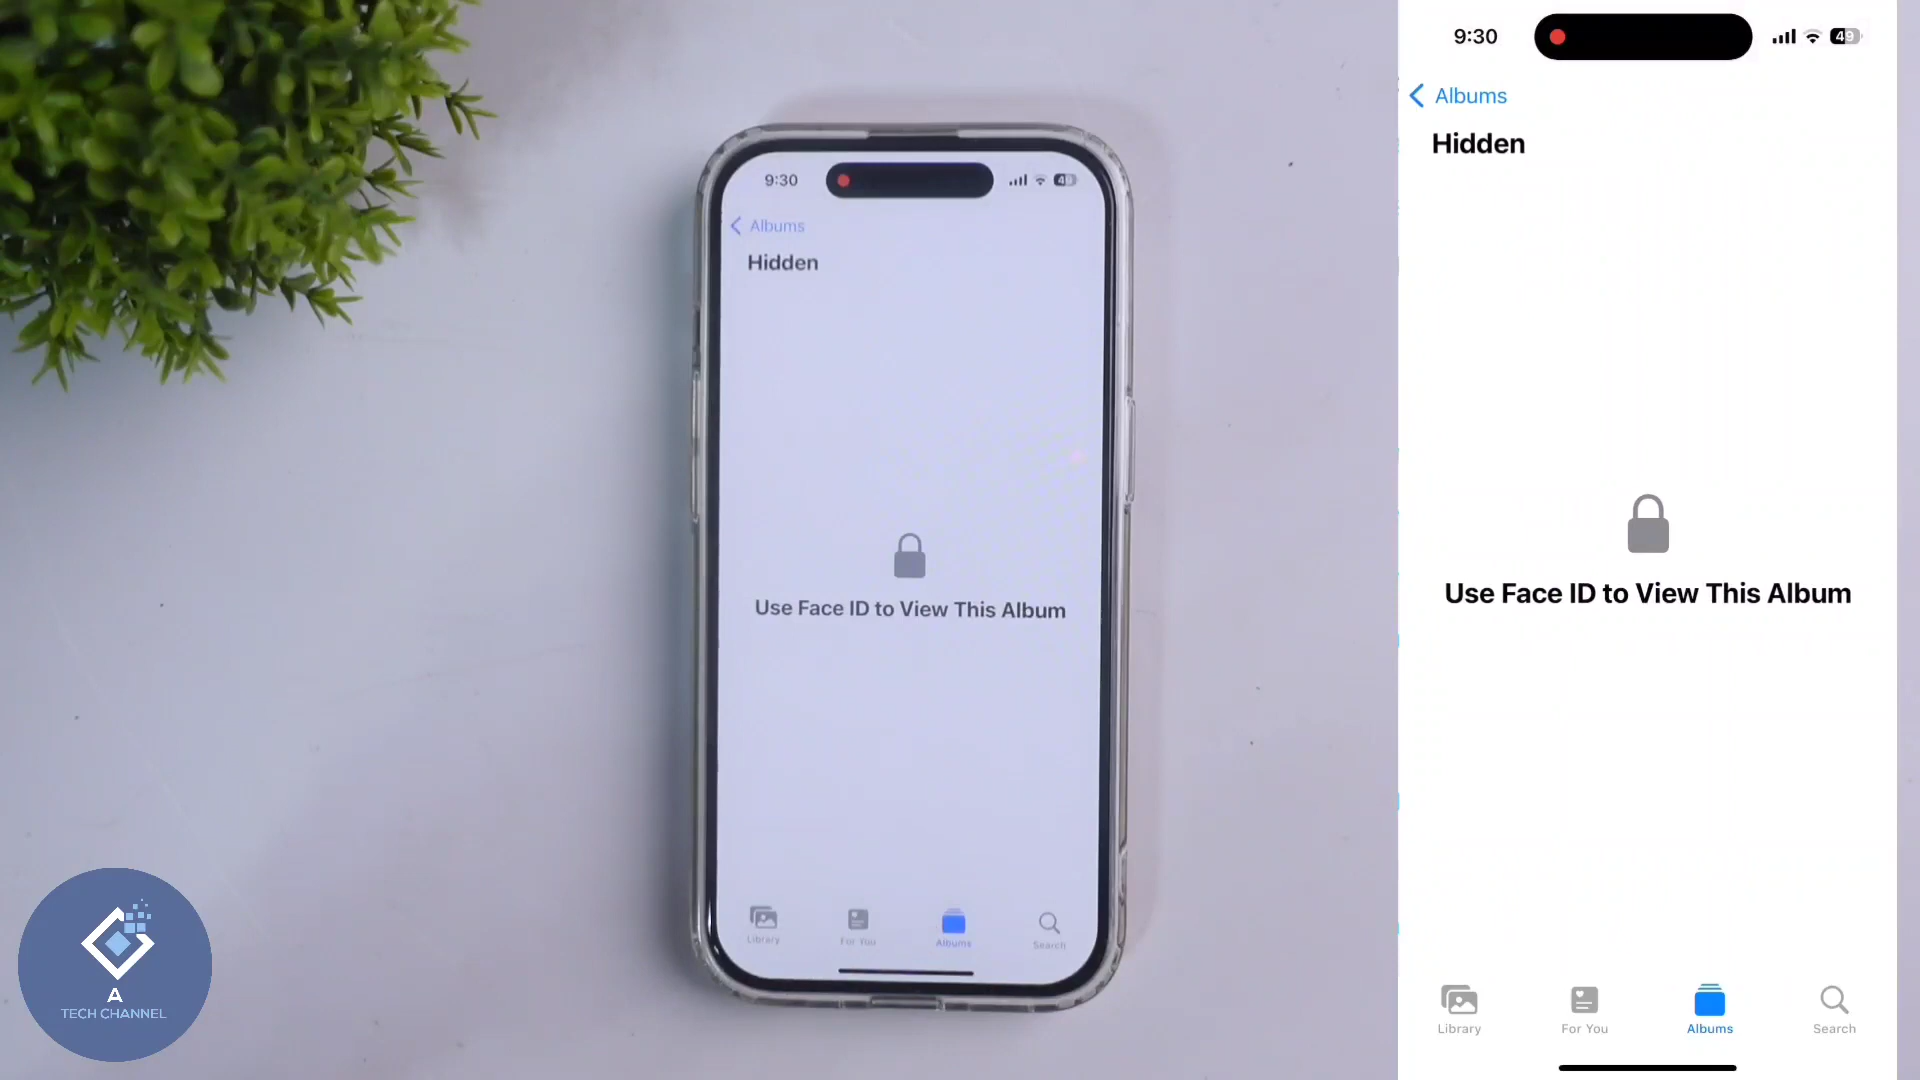 9:30
Albums
Hidden
Use Face ID to View This Album
Library
For You
Albums
Search
9:30
49
Albums
Hidden
Use Face ID to View This Album
Library
For You
Albums
Search
A
TECH CHANNEL